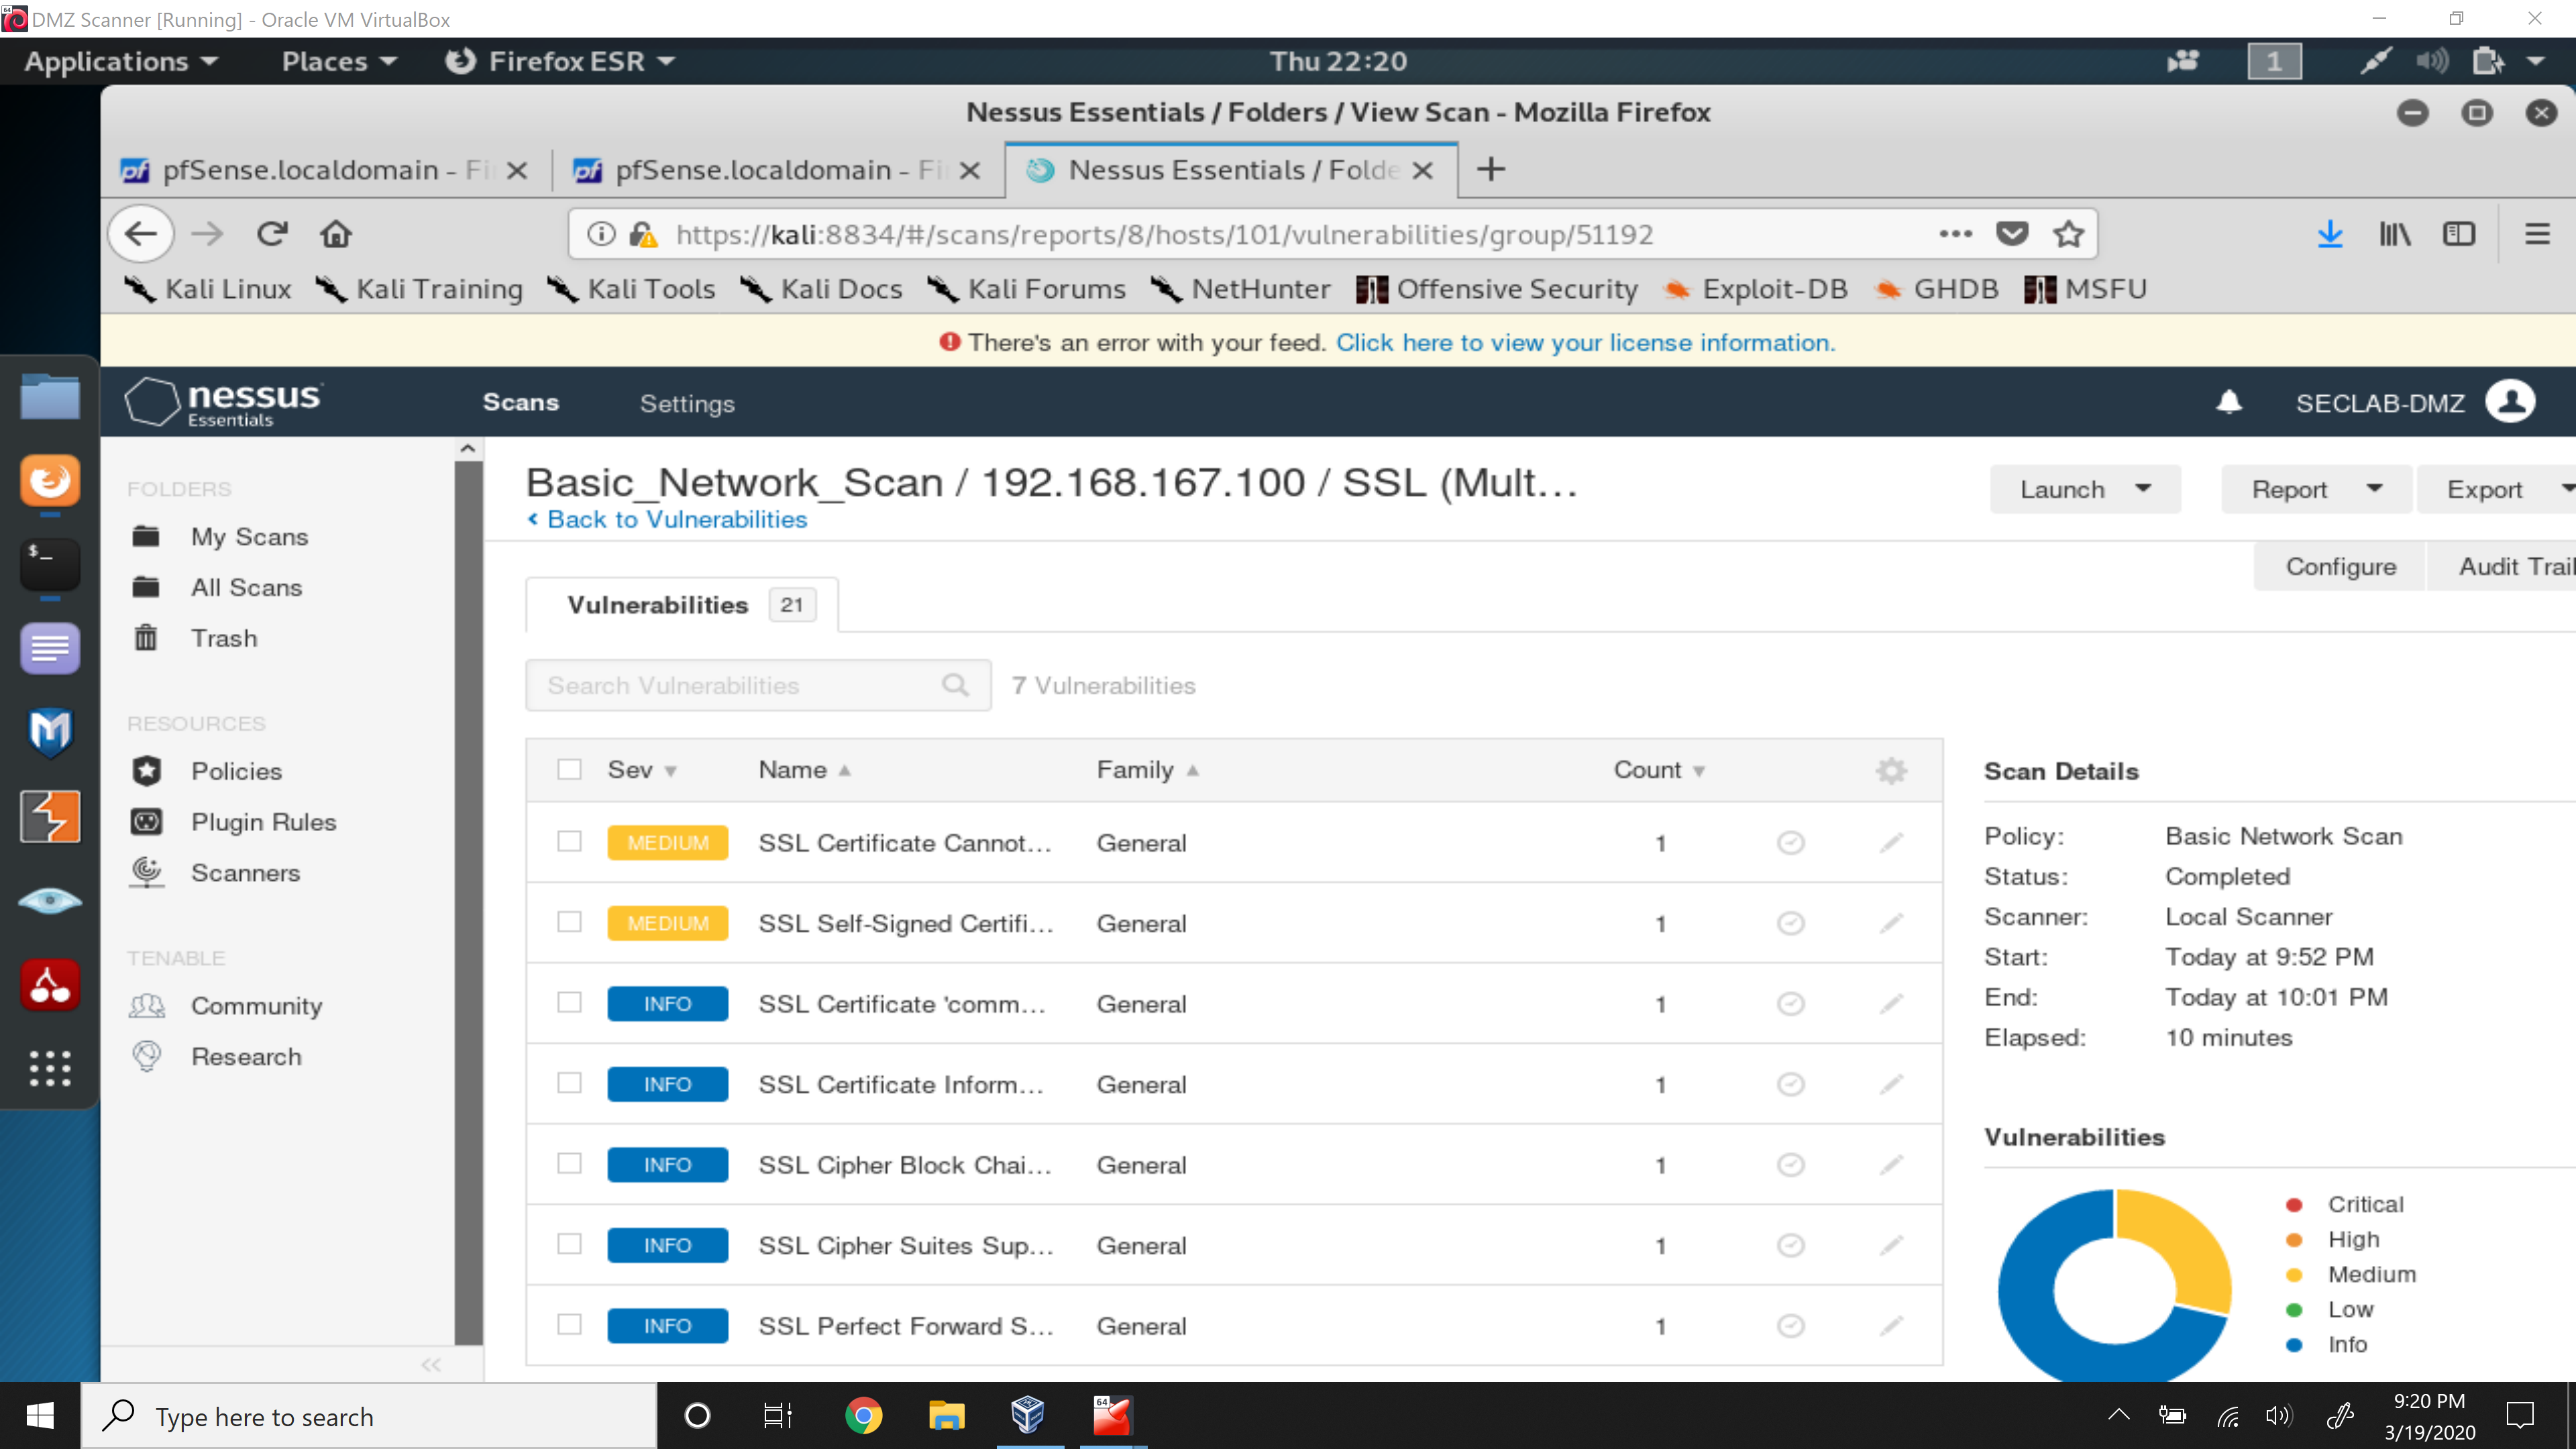 DMZ Scanner [Running] - Oracle VM VirtualBox
Applications Places Firefox ESR Thu 22:20 1
Nessus Essentials / Folders / View Scan - Mozilla Firefox
pfSense.localdomain - Fi pfSense.localdomain - Fi Nessus Essentials / Folde
https://kali:8834/#/scans/reports/8/hosts/101/vulnerabilities/group/51192
Kali Linux Kali Training Kali Tools Kali Docs Kali Forums NetHunter Offensive Security Exploit-DB GHDB MSFU
There's an error with your feed. Click here to view your license information.
nessus
Essentials
Scans Settings SECLAB-DMZ
FOLDERS
My Scans
All Scans
Trash
RESOURCES
Policies
Plugin Rules
Scanners
TENABLE
Community
Research
Basic_Network_Scan / 192.168.167.100 / SSL (Mult...
Back to Vulnerabilities
Launch Report Export
Configure Audit Trail
Vulnerabilities 21
Search Vulnerabilities 7 Vulnerabilities
Sev Name Family Count
MEDIUM SSL Certificate Cannot... General 1
MEDIUM SSL Self-Signed Certifi... General 1
INFO SSL Certificate 'comm... General 1
INFO SSL Certificate Inform... General 1
INFO SSL Cipher Block Chai... General 1
INFO SSL Cipher Suites Sup... General 1
INFO SSL Perfect Forward S... General 1
Scan Details
Policy: Basic Network Scan
Status: Completed
Scanner: Local Scanner
Start: Today at 9:52 PM
End: Today at 10:01 PM
Elapsed: 10 minutes
Vulnerabilities
Critical
High
Medium
Low
Info
Type here to search
64
9:20 PM
3/19/2020